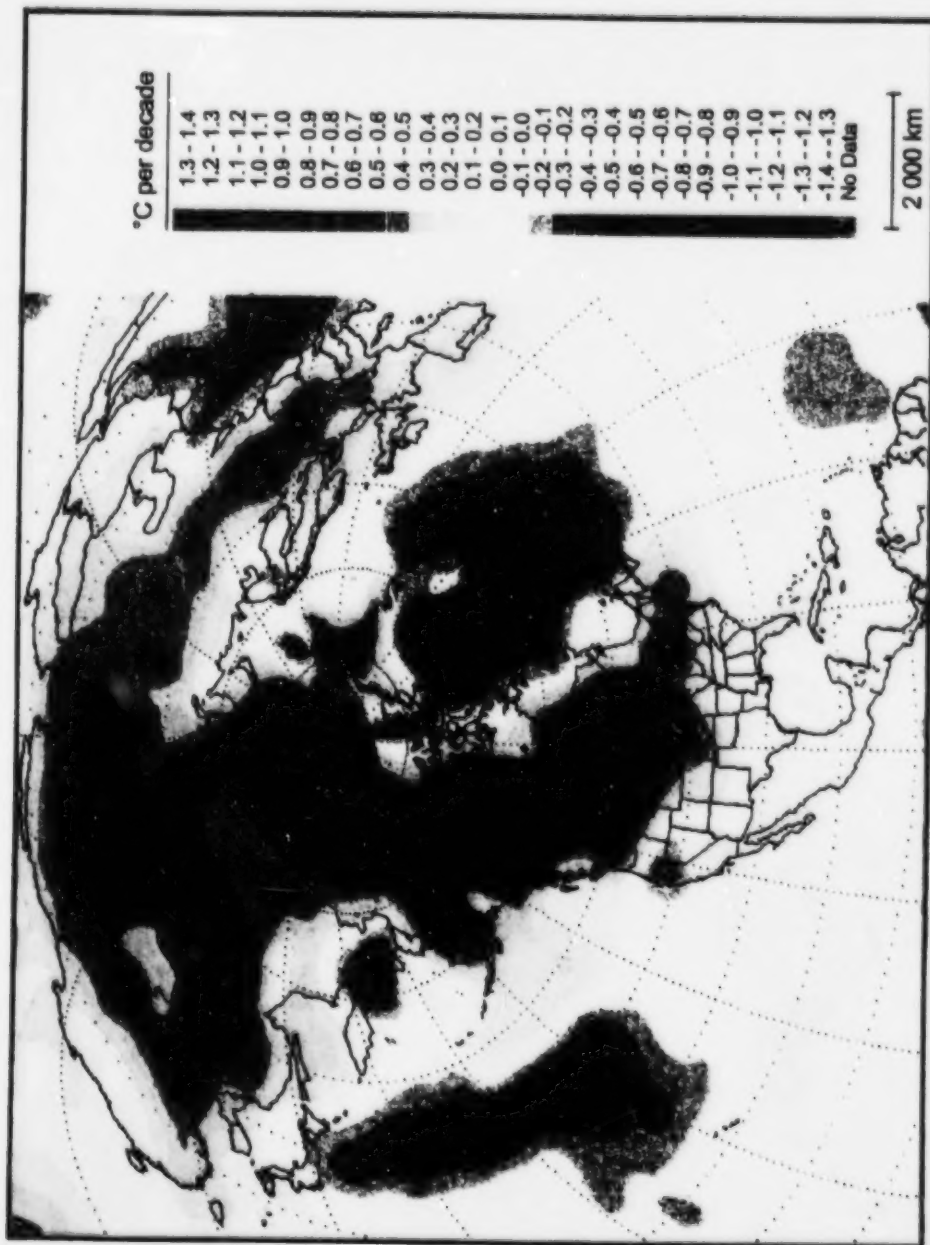 °C per decade
1.3 - 1.4
1.2 - 1.3
1.1 - 1.2
1.0 - 1.1
0.9 - 1.0
0.8 - 0.9
0.7 - 0.8
0.6 - 0.7
0.5 - 0.6
0.4 - 0.5
0.3 - 0.4
0.2 - 0.3
0.1 - 0.2
0.0 - 0.1
-0.1 - 0.0
-0.2 - -0.1
-0.3 - -0.2
-0.4 - -0.3
-0.5 - -0.4
-0.6 - -0.5
-0.7 - -0.6
-0.8 - -0.7
-0.9 - -0.8
-1.0 - -0.9
-1.1 - -1.0
-1.2 - -1.1
-1.3 - -1.2
-1.4 - -1.3
No Data
2 000 km